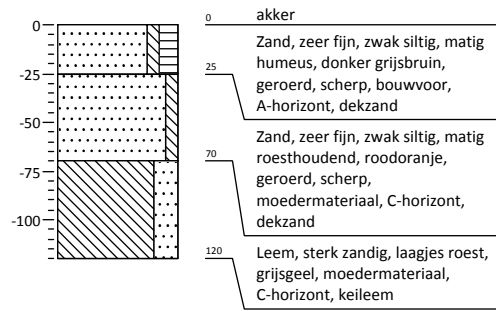 0
-25
-50
-75
-100
0 akker
Zand, zeer fijn, zwak siltig, matig
humeus, donker grijsbruin,
25 geroerd, scherp, bouwvoor,
A-horizont, dekzand
Zand, zeer fijn, zwak siltig, matig
70 roesthoudend, roodoranje,
geroerd, scherp,
moedermateriaal, C-horizont,
dekzand
120 Leem, sterk zandig, laagjes roest,
grijsgeel, moedermateriaal,
C-horizont, keileem